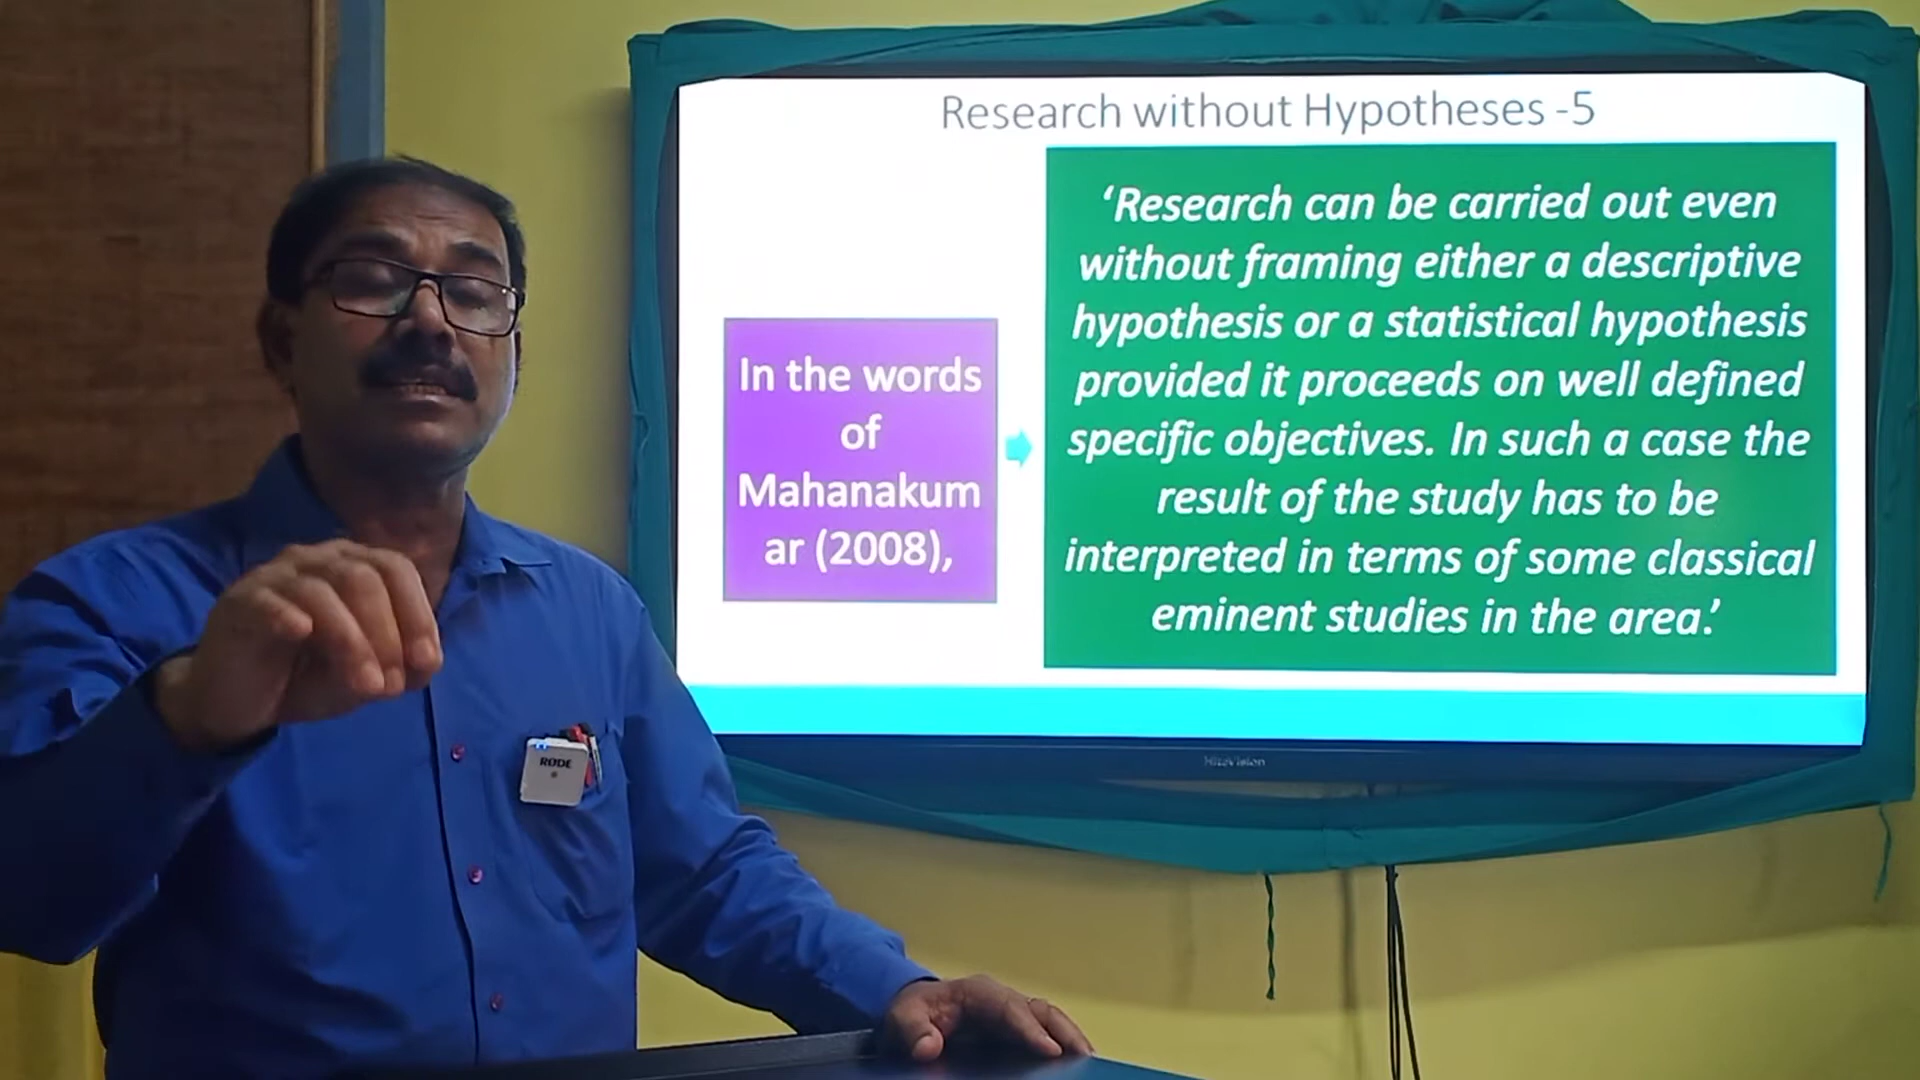 Research without Hypotheses -5
In the words
of
Mahanakum
ar (2008),
‘Research can be carried out even
without framing either a descriptive
hypothesis or a statistical hypothesis
provided it proceeds on well defined
specific objectives. In such a case the
result of the study has to be
interpreted in terms of some classical
eminent studies in the area.’
RØDE